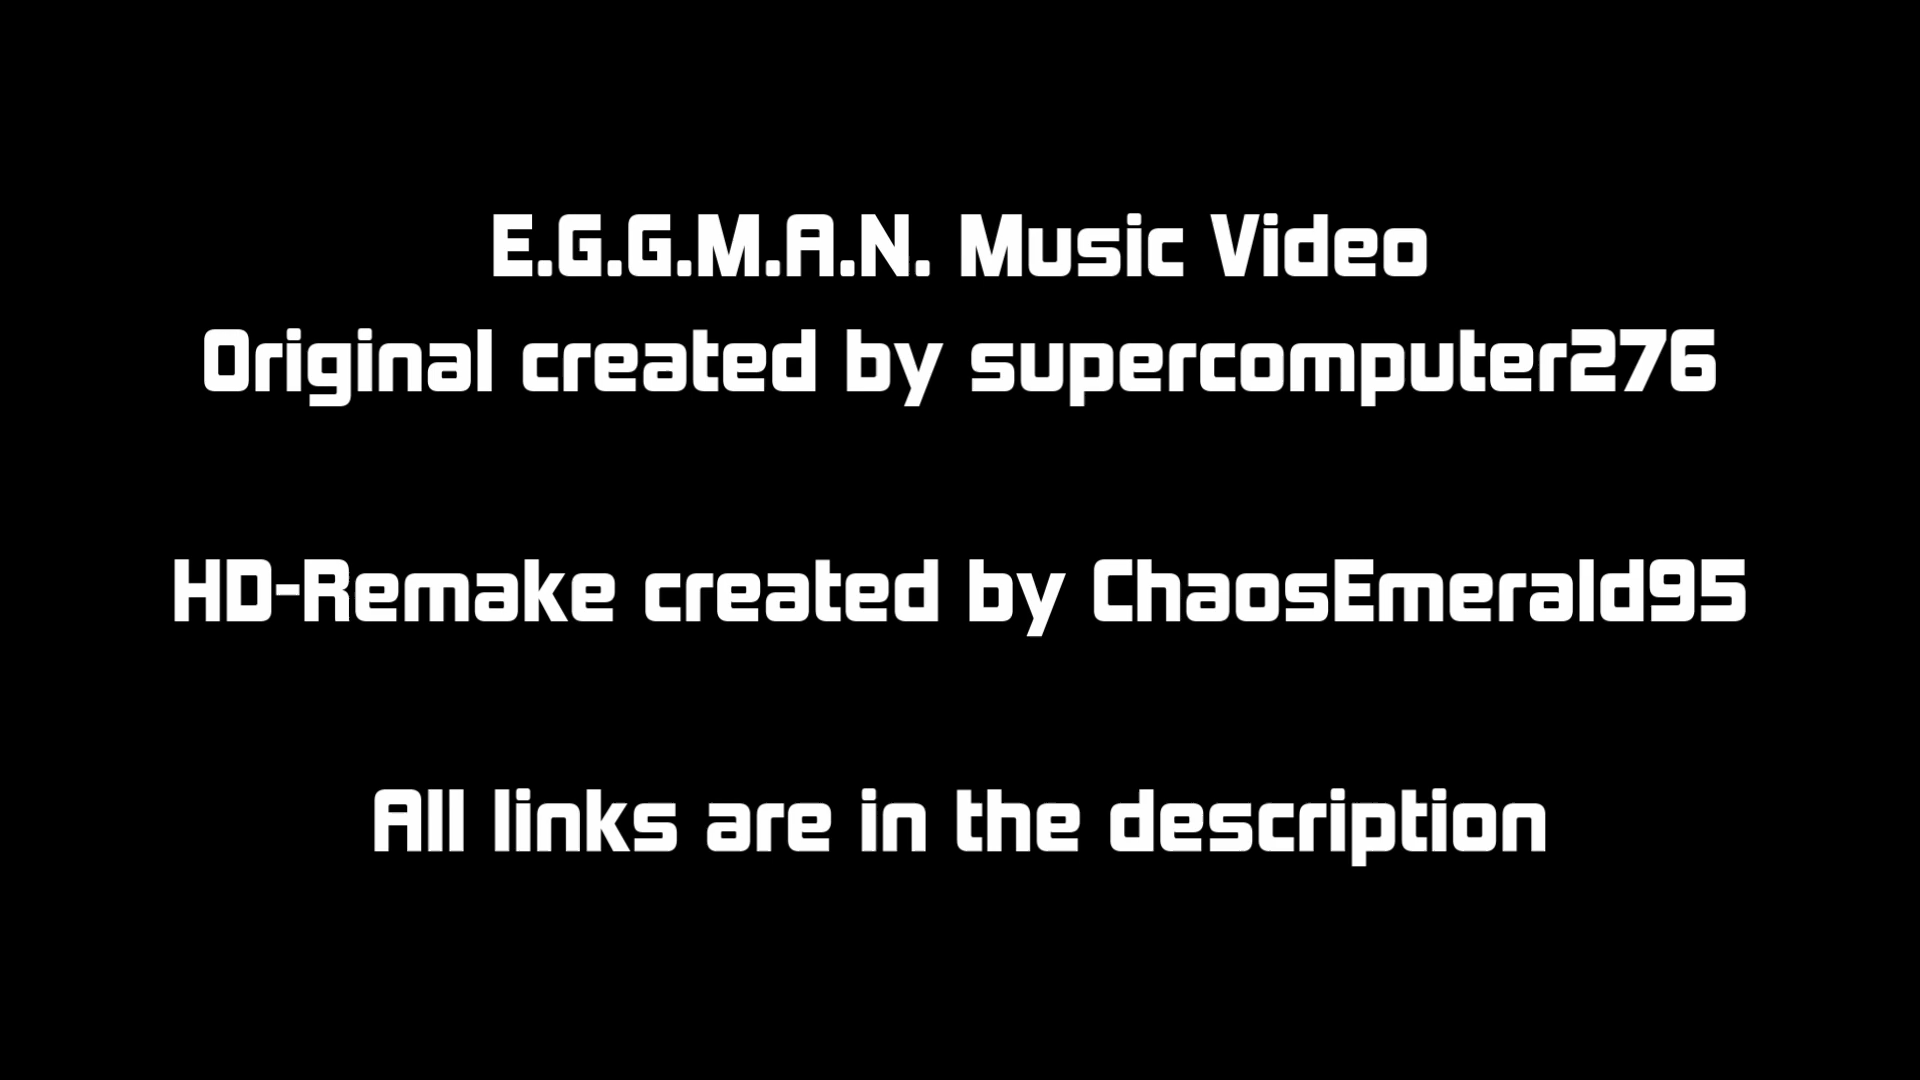 E.G.G.M.A.N. Music Video
Original created by supercomputer276
HD-Remake created by ChaosEmerald95
All links are in the description